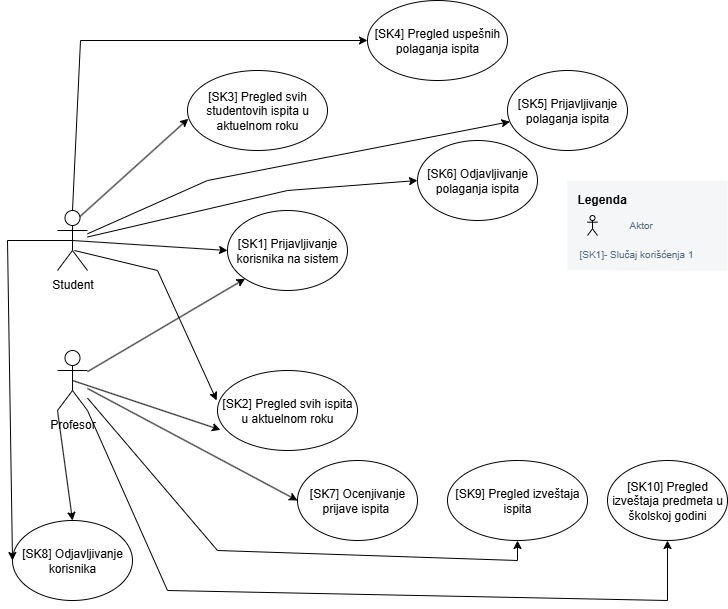 [SK4] Pregled uspešnih
polaganja ispita
[SK3] Pregled svih
studentovih ispita u
aktuelnom roku
[SK5] Prijavljivanje
polaganja ispita
[SK6] Odjavljivanje
polaganja ispita
Legenda
Aktor
[SK1]- Slučaj korišćenja 1
[SK1] Prijavljivanje
korisnika na sistem
Student
Profesor
[SK2] Pregled svih ispita
u aktuelnom roku
[SK7] Ocenjivanje
prijave ispita
[SK9] Pregled izveštaja
ispita
[SK10] Pregled
izveštaja predmeta u
školskoj godini
[SK8] Odjavljivanje
korisnika